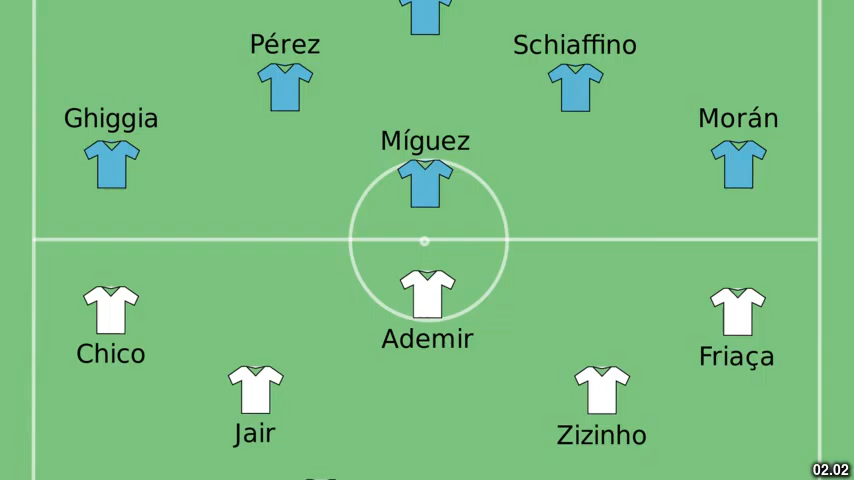 Pérez
Schiaffino
Ghiggia
Morán
Míguez
Ademir
Chico
Friaça
Jair
Zizinho
02.02